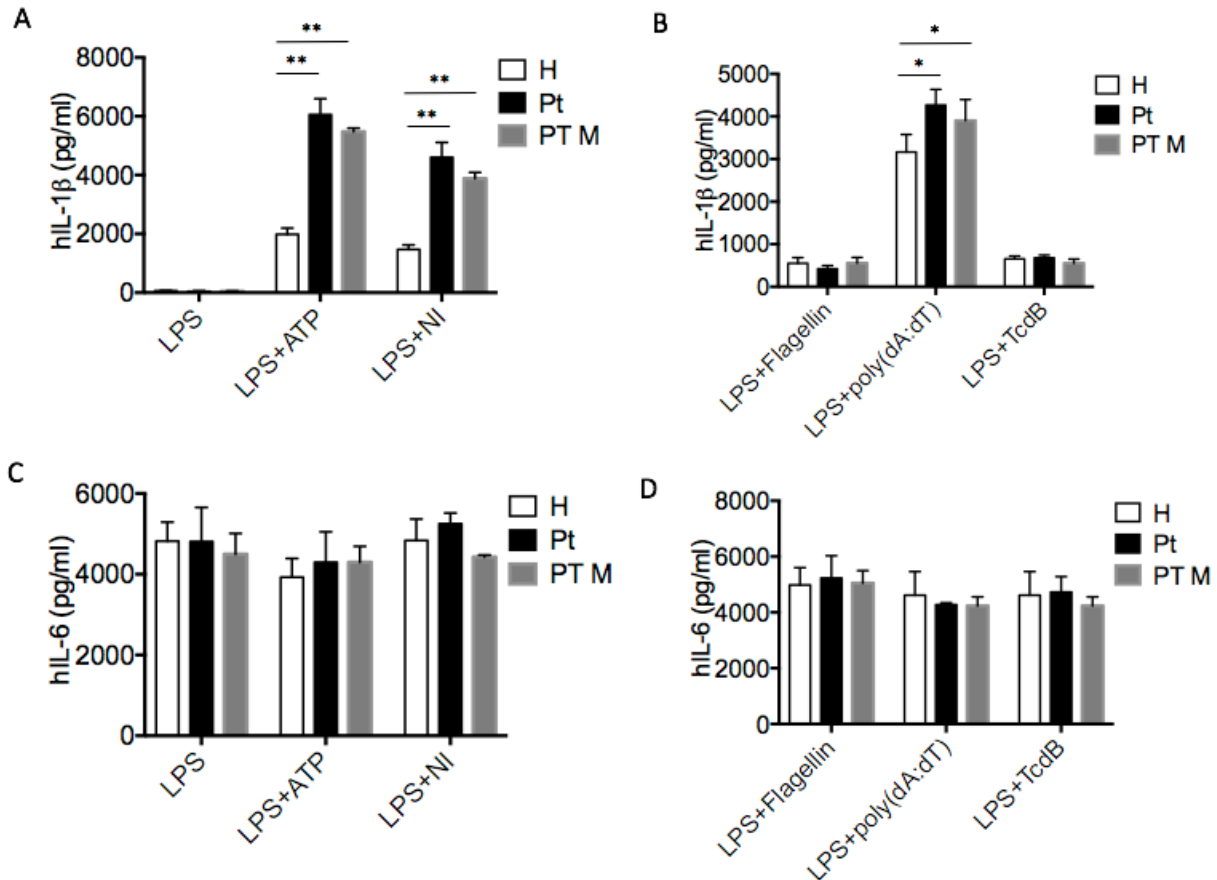 A
hIL-1β (pg/ml)
8000
6000
4000
2000
0
** **
** **
H
Pt
PT M
LPS
LPS+ATP
LPS+NI
B
hIL-1β (pg/ml)
5000
4000
3000
2000
1000
0
*
*
H
Pt
PT M
LPS+Flagellin
LPS+poly(dA:dT)
LPS+TcdB
C
hIL-6 (pg/ml)
6000
4000
2000
0
H
Pt
PT M
LPS
LPS+ATP
LPS+NI
D
hIL-6 (pg/ml)
8000
6000
4000
2000
0
H
Pt
PT M
LPS+Flagellin
LPS+poly(dA:dT)
LPS+TcdB